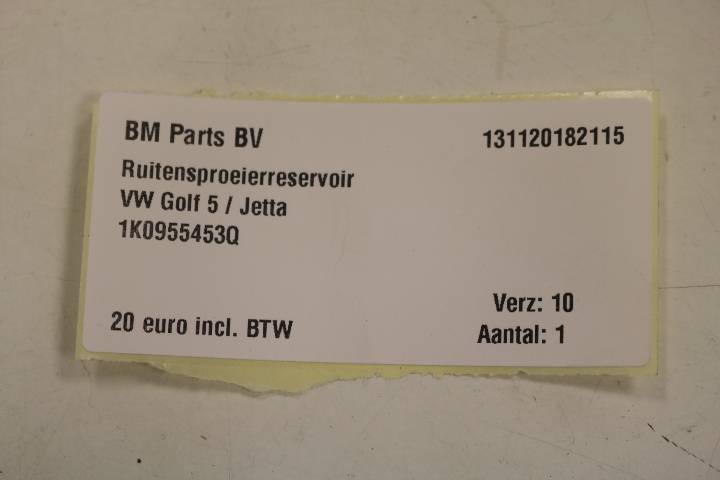 BM Parts BV
131120182115
Ruitensproeierreservoir
VW Golf 5 / Jetta
1K0955453Q
Verz: 10
20 euro incl. BTW
Aantal: 1